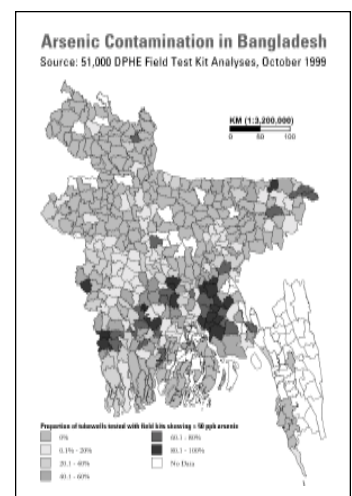 Arsenic Contamination in Bangladesh
Source: 51,000 DPHE Field Test Kit Analyses, October 1999
KM (1:3,200,000)
0 50 100
Proportion of tubewells tested with field kits showing > 50 ppb arsenic
0%
0.1% - 20%
20.1 - 40%
40.1 - 60%
60.1 - 80%
80.1 - 100%
No Data